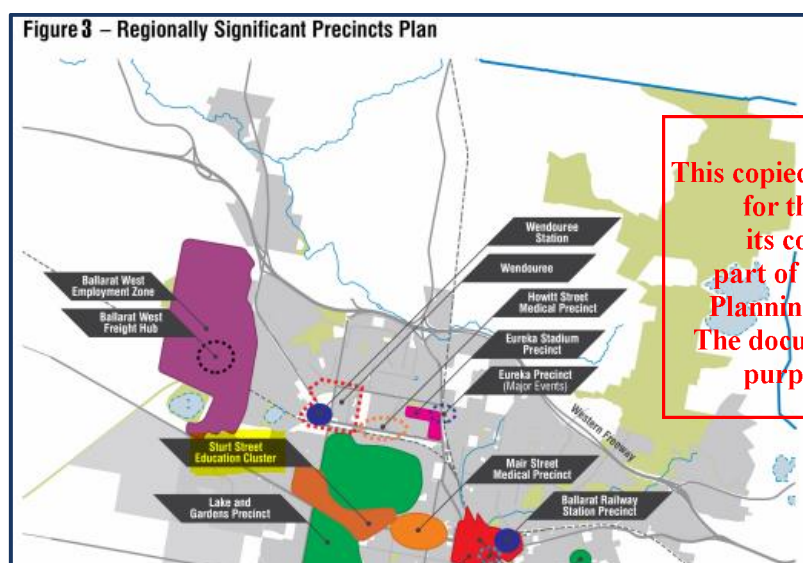 Figure 3 – Regionally Significant Precincts Plan
This copied
for th
its co
part of
Plannin
The docu
purp
Wendouree
Station
Wendouree
Howitt Street
Medical Precinct
Eureka Stadium
Precinct
Eureka Precinct
(Major Events)
Ballarat West
Employment Zone
Ballarat West
Freight Hub
Western Freeway
Sturt Street
Education Cluster
Lake and
Gardens Precinct
Mair Street
Medical Precinct
Ballarat Railway
Station Precinct